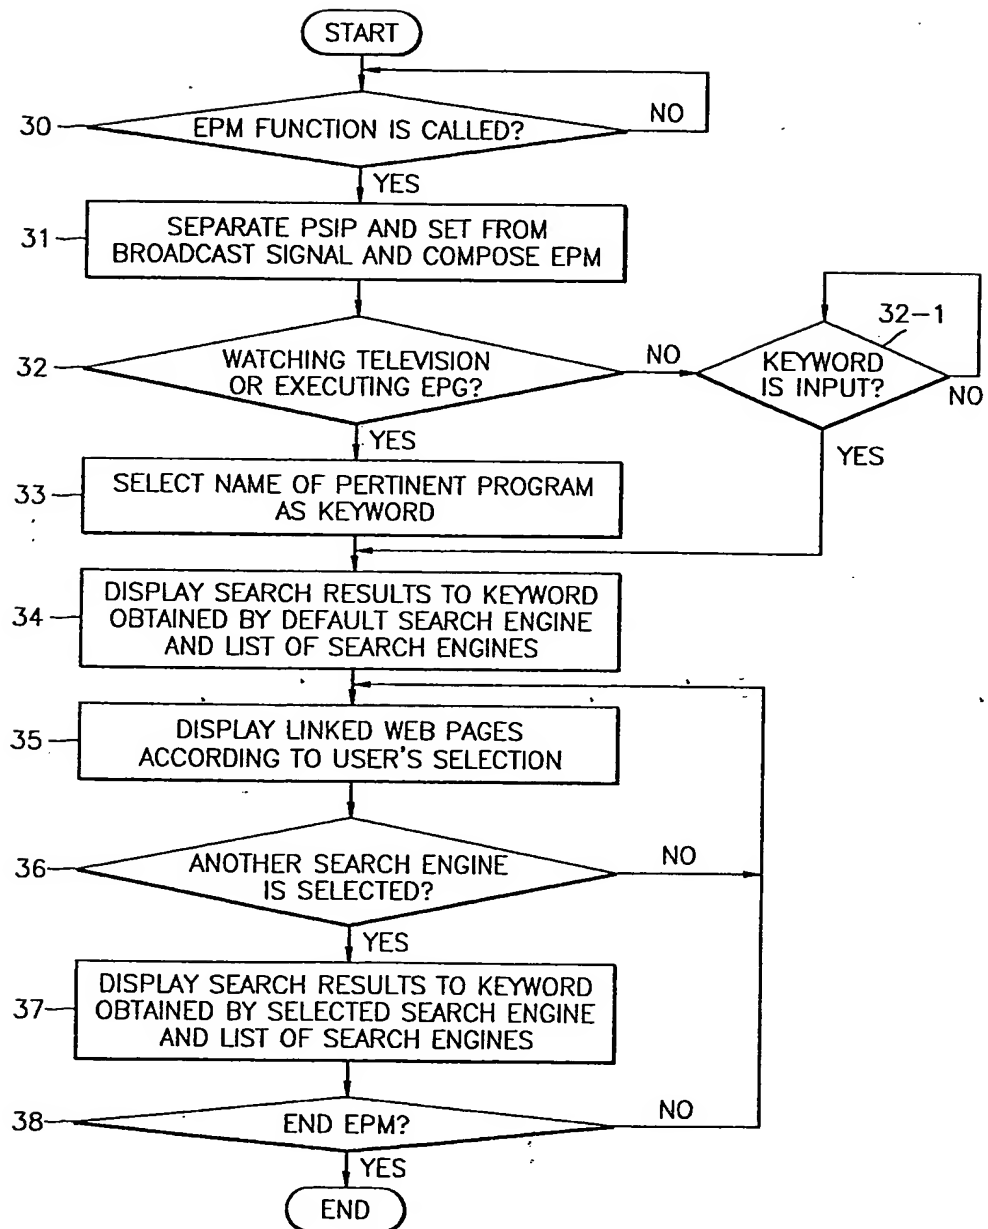 START
30
EPM FUNCTION IS CALLED?
NO
YES
31
SEPARATE PSIP AND SET FROM
BROADCAST SIGNAL AND COMPOSE EPM
32
WATCHING TELEVISION
OR EXECUTING EPG?
NO
32-1
KEYWORD
IS INPUT?
NO
YES
YES
33
SELECT NAME OF PERTINENT PROGRAM
AS KEYWORD
34
DISPLAY SEARCH RESULTS TO KEYWORD
OBTAINED BY DEFAULT SEARCH ENGINE
AND LIST OF SEARCH ENGINES
35
DISPLAY LINKED WEB PAGES
ACCORDING TO USER'S SELECTION
36
ANOTHER SEARCH ENGINE
IS SELECTED?
NO
YES
37
DISPLAY SEARCH RESULTS TO KEYWORD
OBTAINED BY SELECTED SEARCH ENGINE
AND LIST OF SEARCH ENGINES
38
END EPM?
NO
YES
END